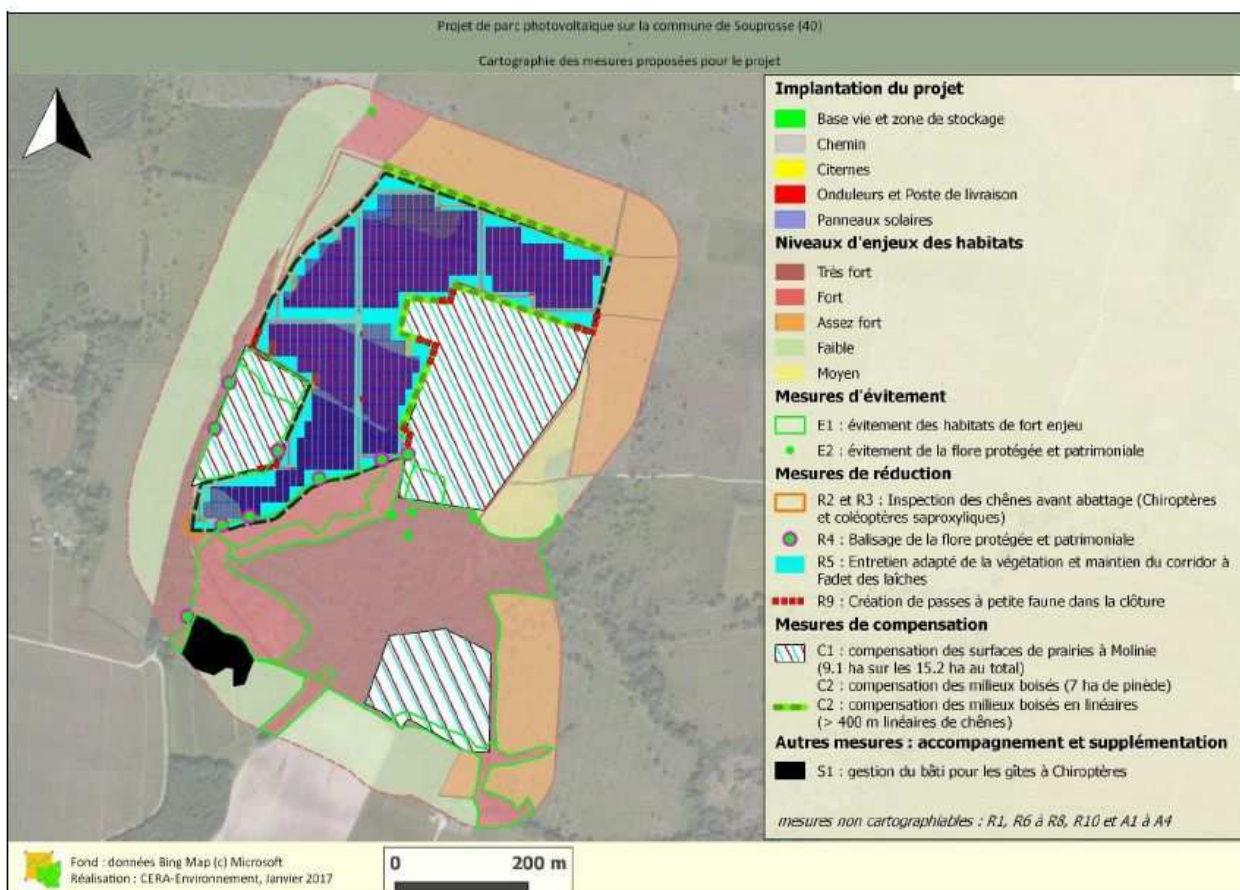 Projet de parc photovoltaïque sur la commune de Souprosse (40)
-
Cartographie des mesures proposées pour le projet
Implantation du projet
Base vie et zone de stockage
Chemin
Citernes
Onduleurs et Poste de livraison
Panneaux solaires
Niveaux d'enjeux des habitats
Très fort
Fort
Assez fort
Faible
Moyen
Mesures d'évitement
E1 : évitement des habitats de fort enjeu
E2 : évitement de la flore protégée et patrimoniale
Mesures de réduction
R2 et R3 : Inspection des chênes avant abattage (Chiroptères
et coléoptères saproxyliques)
R4 : Balisage de la flore protégée et patrimoniale
R5 : Entretien adapté de la végétation et maintien du corridor à
Fadet des laîches
R9 : Création de passes à petite faune dans la clôture
Mesures de compensation
C1 : compensation des surfaces de prairies à Molinie
(9.1 ha sur les 15.2 ha au total)
C2 : compensation des milieux boisés (7 ha de pinède)
C2 : compensation des milieux boisés en linéaires
(> 400 m linéaires de chênes)
Autres mesures : accompagnement et supplémentation
S1 : gestion du bâti pour les gîtes à Chiroptères
mesures non cartographiables : R1, R6 à R8, R10 et A1 à A4
Fond : données Bing Map (c) Microsoft
Réalisation : CERA-Environnement, Janvier 2017
0 200 m